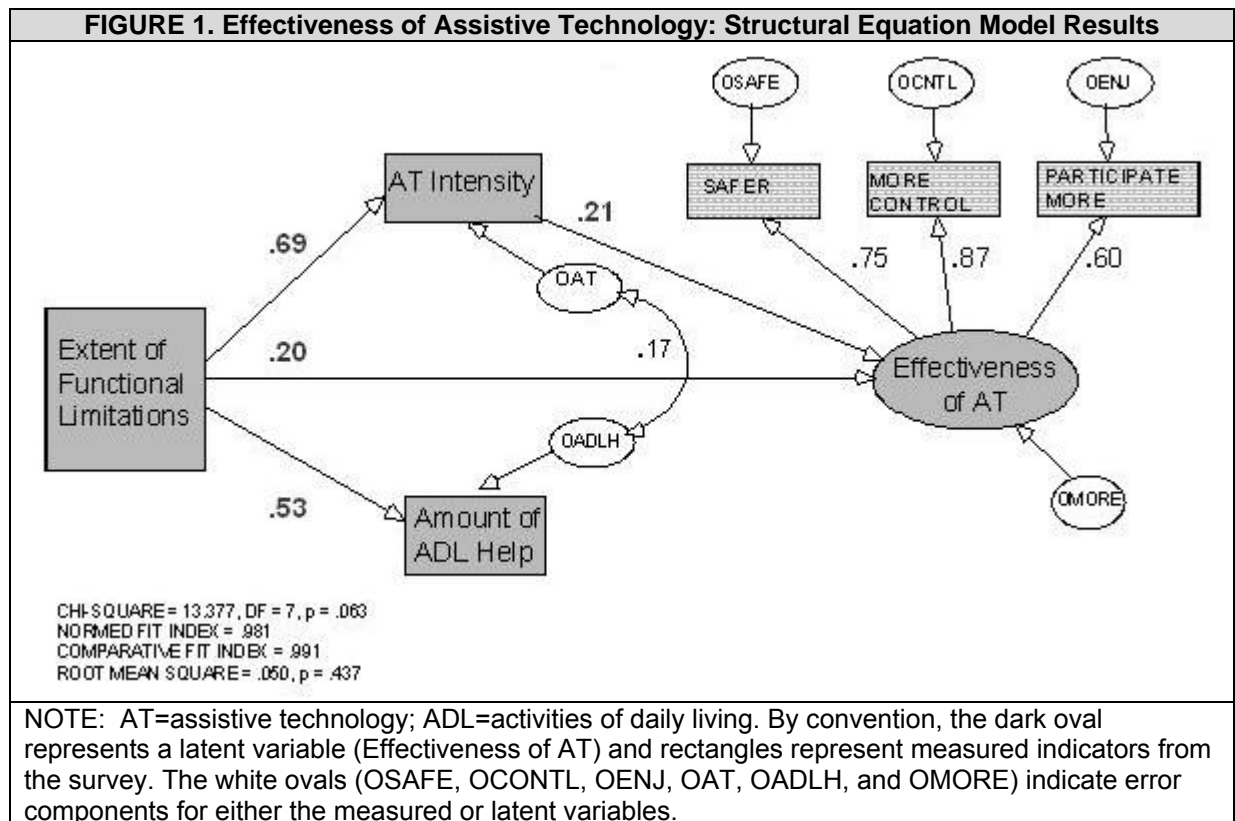 FIGURE 1. Effectiveness of Assistive Technology: Structural Equation Model Results
OSAFE
OCNTL
OENJ
AT Intensity
SAFER
MORE
CONTROL
PARTICIPATE
MORE
.69
.21
.75
.87
.60
OAT
Extent of
Functional
Limitations
.20
.17
Effectiveness
of AT
OADLH
.53
Amount of
ADL Help
OMORE
CHI-SQUARE = 13.377, DF = 7, p = .063
NORMED FIT INDEX = .981
COMPARATIVE FIT INDEX = .991
ROOT MEAN SQUARE = .050, p = .437
NOTE: AT=assistive technology; ADL=activities of daily living. By convention, the dark oval
represents a latent variable (Effectiveness of AT) and rectangles represent measured indicators from
the survey. The white ovals (OSAFE, OCONTL, OENJ, OAT, OADLH, and OMORE) indicate error
components for either the measured or latent variables.